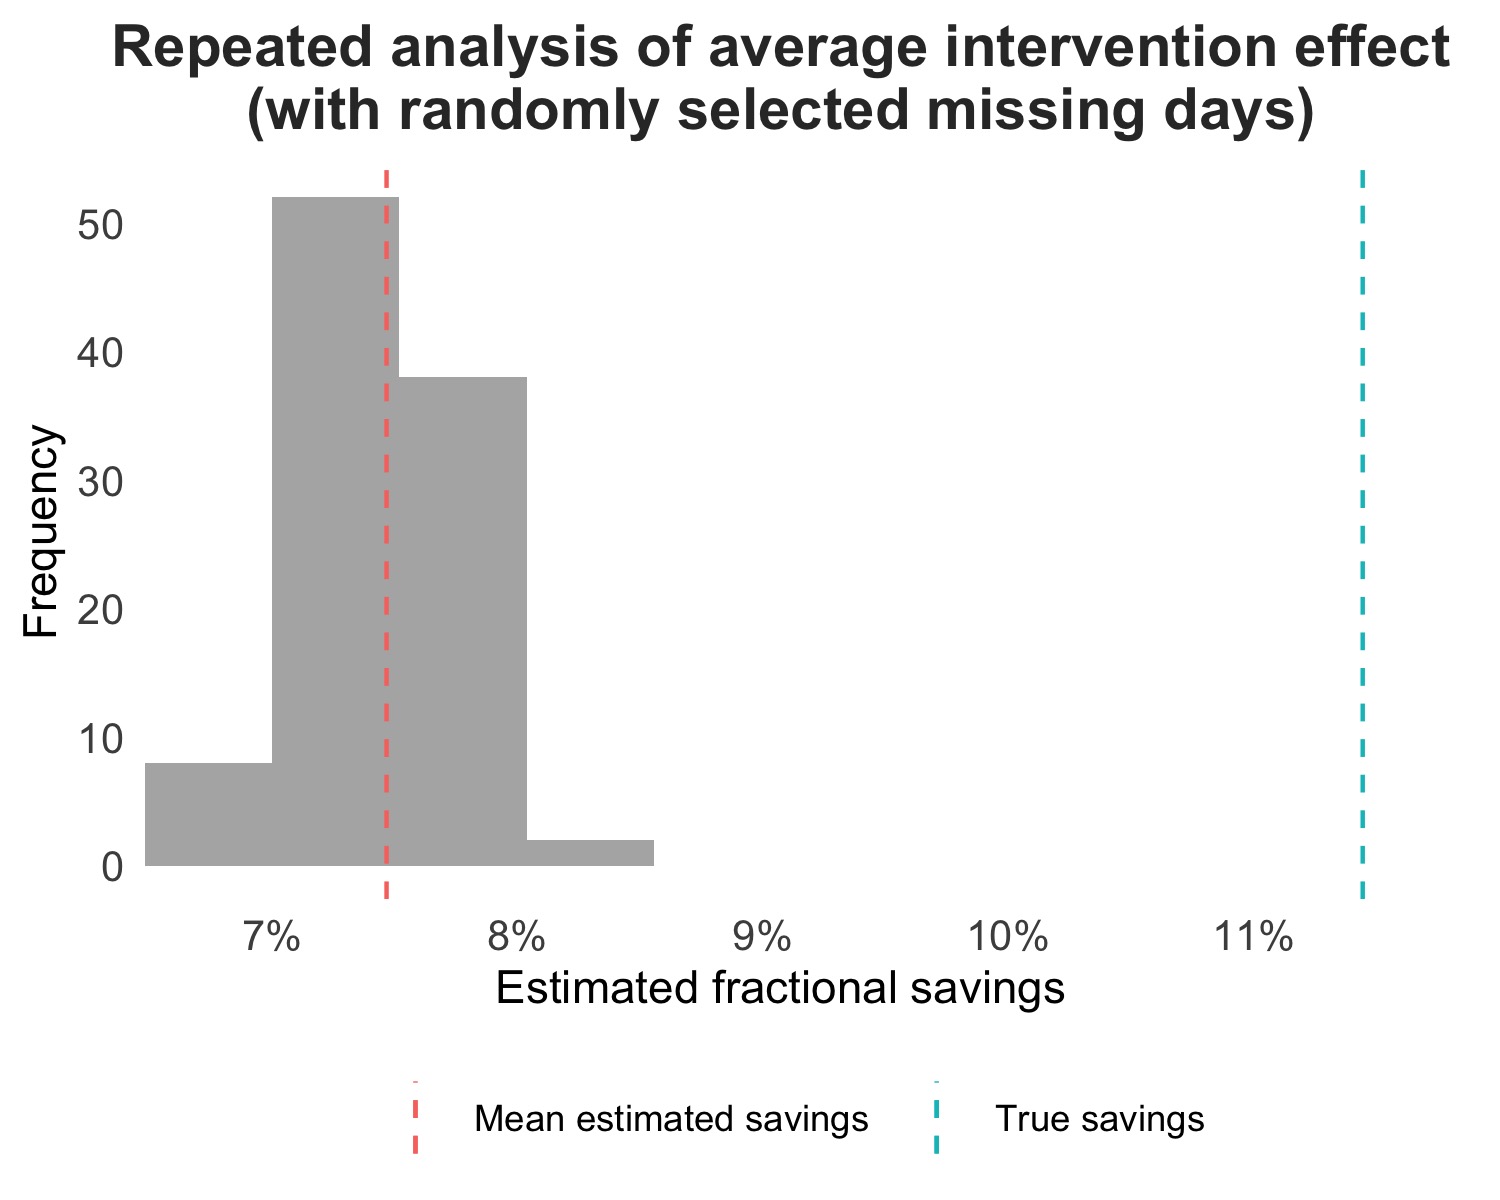 Repeated analysis of average intervention effect
(with randomly selected missing days)
Frequency
50
40
30
20
10
0
7% 8% 9% 10% 11%
Estimated fractional savings
Mean estimated savings True savings